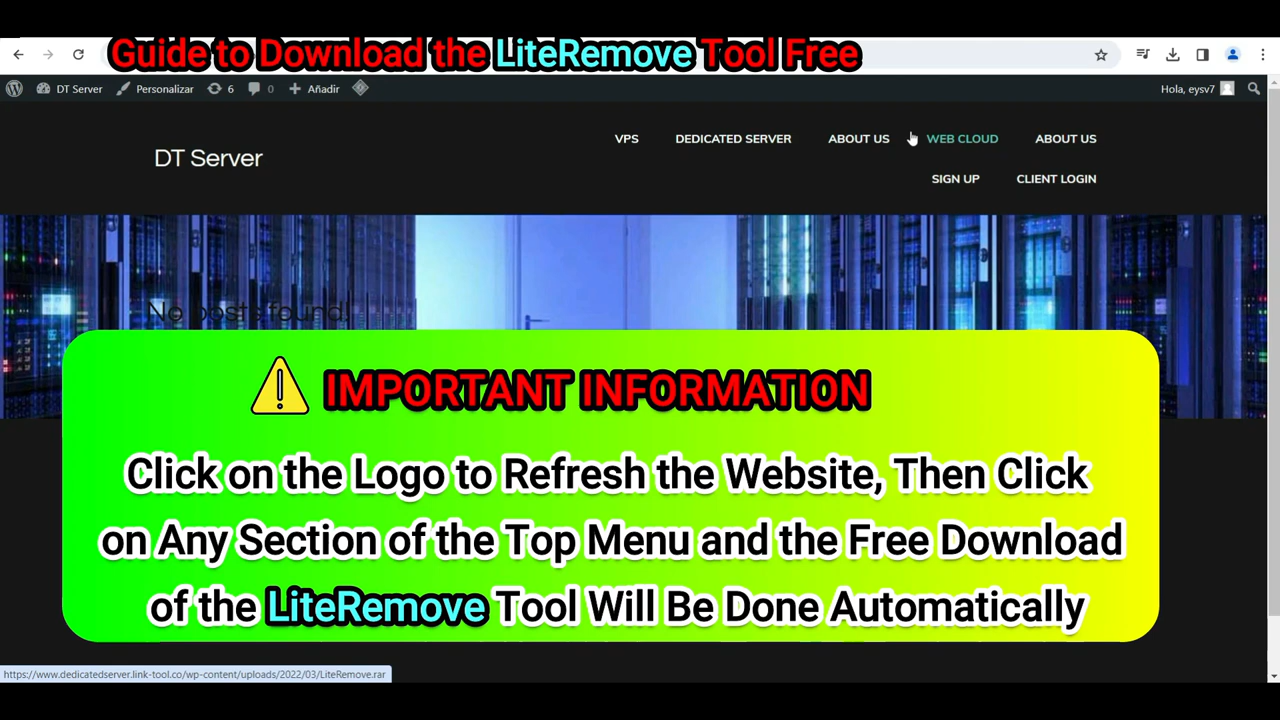 Guide to Download the LiteRemove Tool Free
DT Server
Personalizar
6
0
Añadir
Hola, eysv7
DT Server
VPS
DEDICATED SERVER
ABOUT US
WEB CLOUD
ABOUT US
SIGN UP
CLIENT LOGIN
No posts found!
IMPORTANT INFORMATION
Click on the Logo to Refresh the Website, Then Click
on Any Section of the Top Menu and the Free Download
of the LiteRemove Tool Will Be Done Automatically
https://www.dedicatedserver.link-tool.co/wp-content/uploads/2022/03/LiteRemove.rar